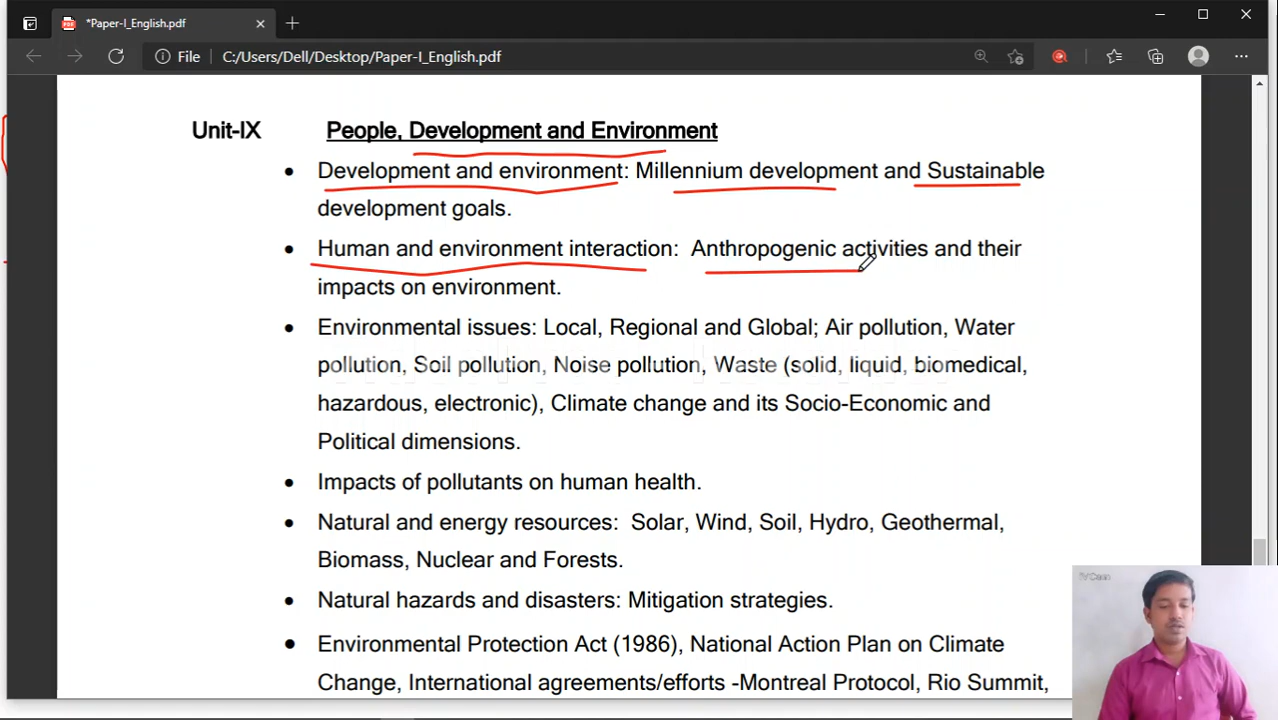 *Paper-I_English.pdf
File C:/Users/Dell/Desktop/Paper-I_English.pdf
Unit-IX People, Development and Environment
• Development and environment: Millennium development and Sustainable
development goals.
• Human and environment interaction: Anthropogenic activities and their
impacts on environment.
• Environmental issues: Local, Regional and Global; Air pollution, Water
pollution, Soil pollution, Noise pollution, Waste (solid, liquid, biomedical,
hazardous, electronic), Climate change and its Socio-Economic and
Political dimensions.
• Impacts of pollutants on human health.
• Natural and energy resources: Solar, Wind, Soil, Hydro, Geothermal,
Biomass, Nuclear and Forests.
• Natural hazards and disasters: Mitigation strategies.
• Environmental Protection Act (1986), National Action Plan on Climate
Change, International agreements/efforts -Montreal Protocol, Rio Summit,